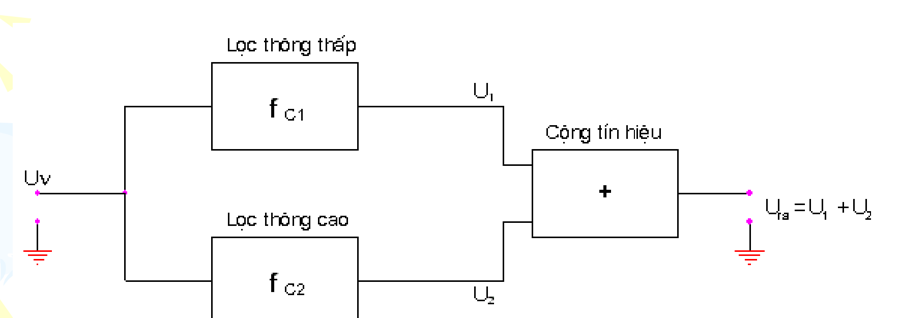 Lọc thông thấp
f C1
U₁
Cộng tín hiệu
+
Uv
Ura = U₁ + U₂
Lọc thông cao
f C2
U₂